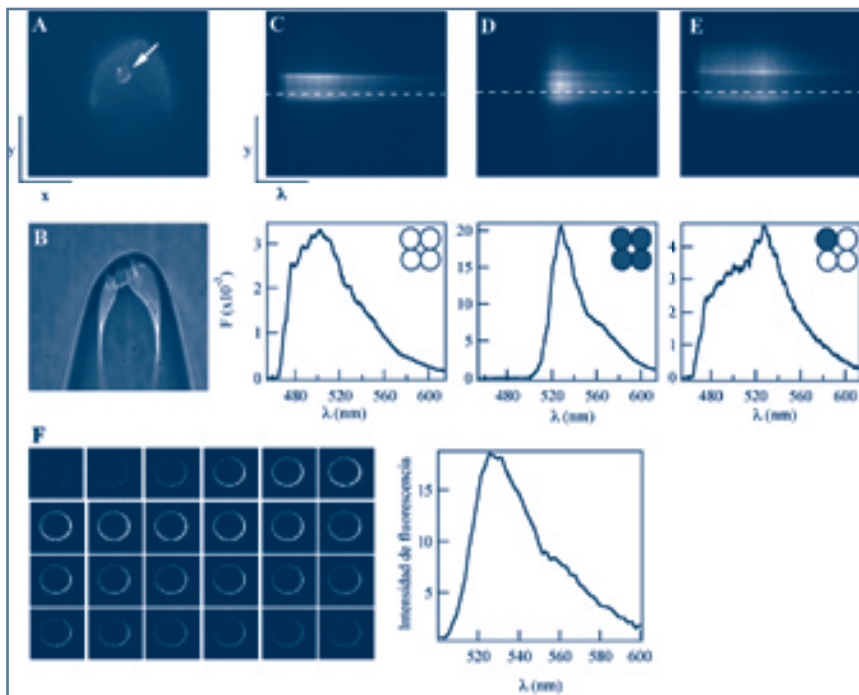 A
C
D
E
y
x
y
λ
B
F (x10⁻³)
3
2
1
0
480 520 560 600
λ (nm)
20
15
10
5
0
480 520 560 600
λ (nm)
4
3
2
1
0
480 520 560 600
λ (nm)
F
Intensidad de fluorescencia
15
10
5
520 540 560 580 600
λ (nm)